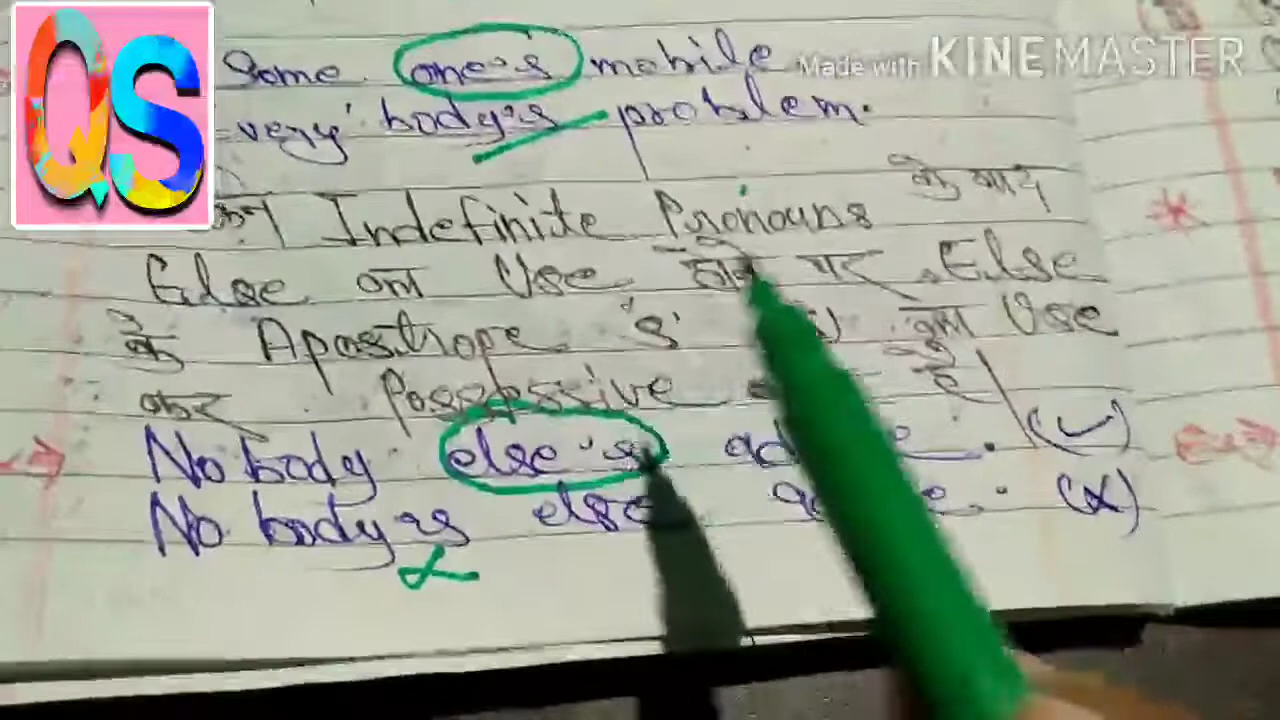 QS
Made with KINEMASTER
Some one's mobile
very body's problem.
Indefinite Pronouns के बाद
Else का Use होने पर Else
के Apostrope 's' का Use
कर Possessive है
No body else's (✓)
No body's else (x)